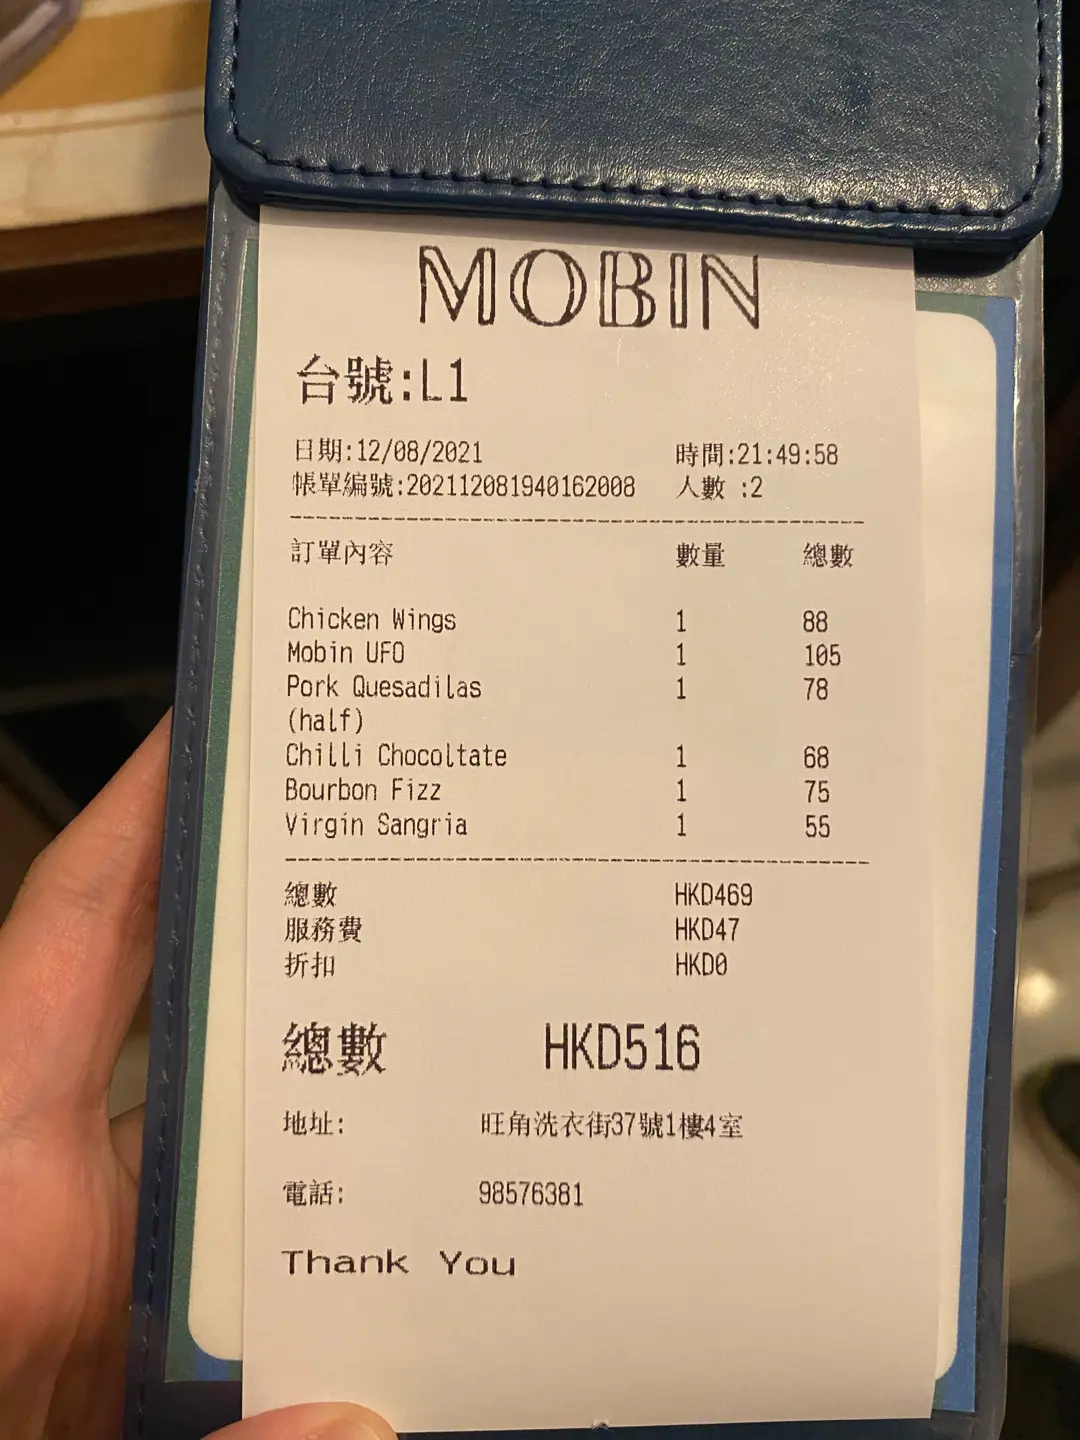 MOBIN
台號:L1
日期:12/08/2021 時間:21:49:58
帳單編號:202112081940162008 人數 :2
訂單內容 數量 總數
Chicken Wings 1 88
Mobin UFO 1 105
Pork Quesadilas 1 78
(half)
Chilli Chocoltate 1 68
Bourbon Fizz 1 75
Virgin Sangria 1 55
總數 HKD469
服務費 HKD47
折扣 HKD0
總數 HKD516
地址: 旺角洗衣街37號1樓4室
電話: 98576381
Thank You